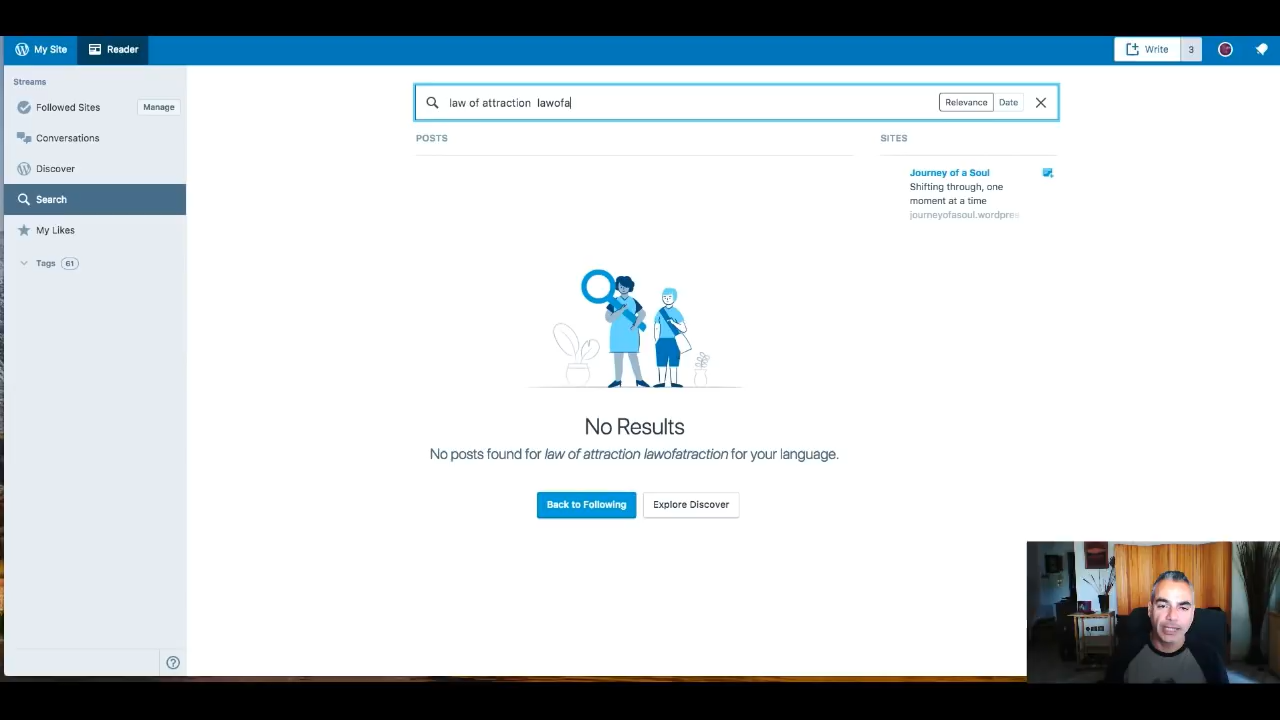 My Site
Reader
Write
3
Streams
Followed Sites
Manage
Conversations
Discover
Search
My Likes
Tags
61
law of attraction  lawofa
Relevance
Date
POSTS
SITES
Journey of a Soul
Shifting through, one
moment at a time
journeyofasoul.wordpres
No Results
No posts found for law of attraction lawofatraction for your language.
Back to Following
Explore Discover